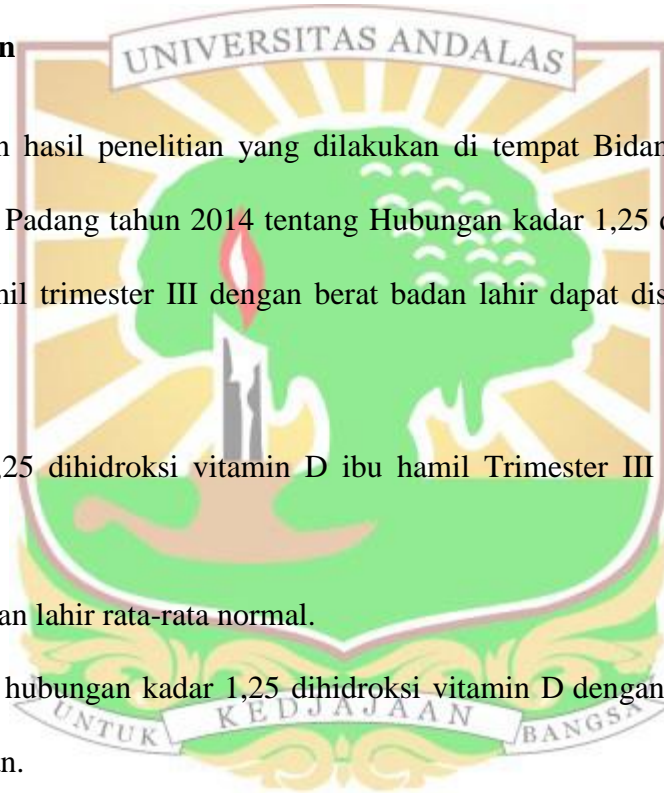 n
UNIVERSITAS ANDALAS
n hasil penelitian yang dilakukan di tempat Bidan
Padang tahun 2014 tentang Hubungan kadar 1,25 d
mil trimester III dengan berat badan lahir dapat dis
,25 dihidroksi vitamin D ibu hamil Trimester III
an lahir rata-rata normal.
hubungan kadar 1,25 dihidroksi vitamin D dengan
UNTUK KEDJAJAAN BANGSA
an.